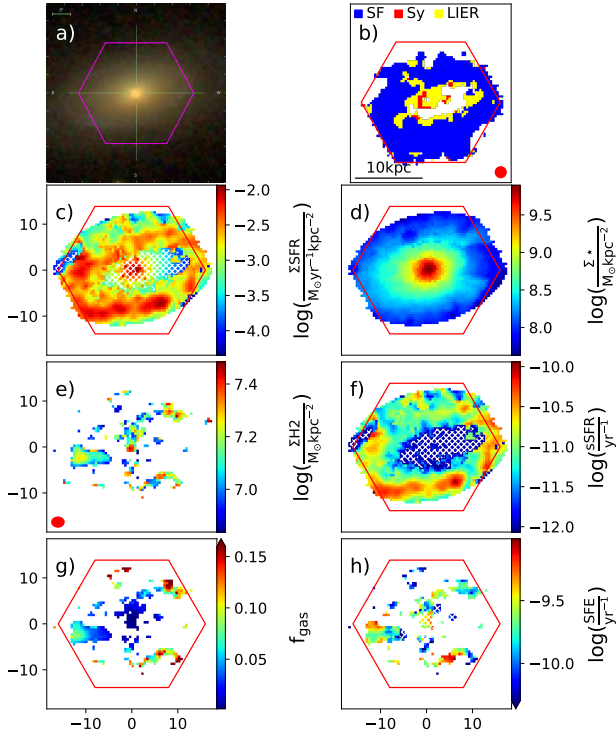 a)
5"
N
E
W
S
SF Sy LIER
b)
10kpc
c)
10
0
−10
−2.0
−2.5
−3.0
−3.5
−4.0
log(ΣSFR/M⊙yr⁻¹kpc⁻²)
d)
9.5
9.0
8.5
8.0
log(Σ⋆/M⊙kpc⁻²)
e)
10
0
−10
7.4
7.2
7.0
log(ΣH2/M⊙kpc⁻²)
f)
−10.0
−10.5
−11.0
−11.5
−12.0
log(sSFR/yr⁻¹)
g)
10
0
−10
−10 0 10
0.15
0.10
0.05
f_gas
h)
−10 0 10
−9.5
−10.0
log(SFE/yr⁻¹)